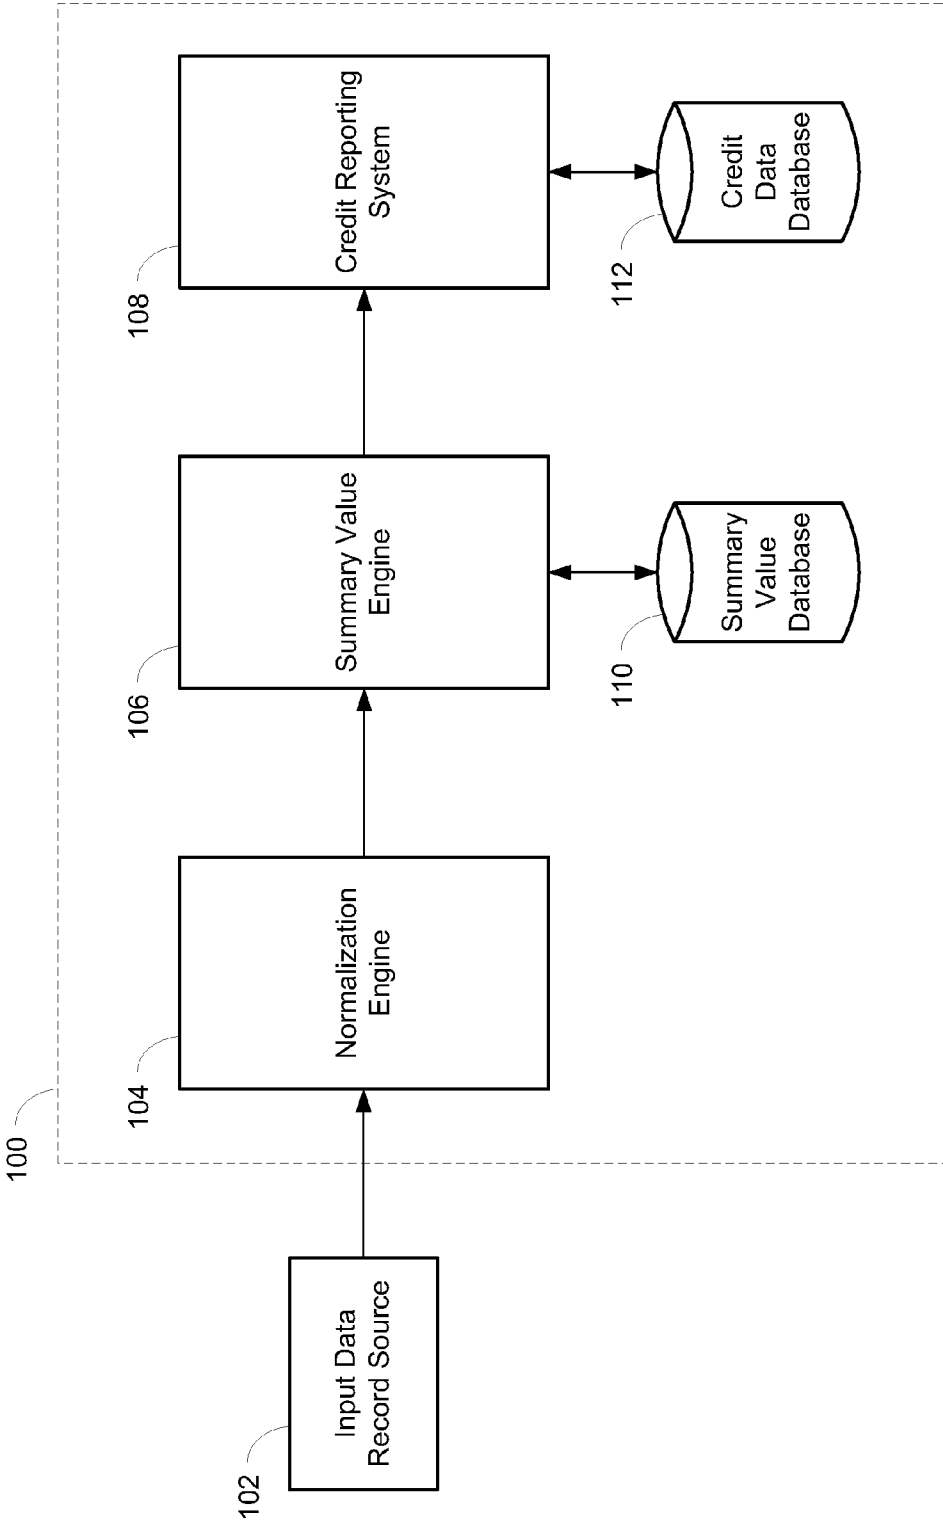 100
102
Input Data
Record Source
104
Normalization
Engine
106
Summary Value
Engine
108
Credit Reporting
System
110
Summary
Value
Database
112
Credit
Data
Database